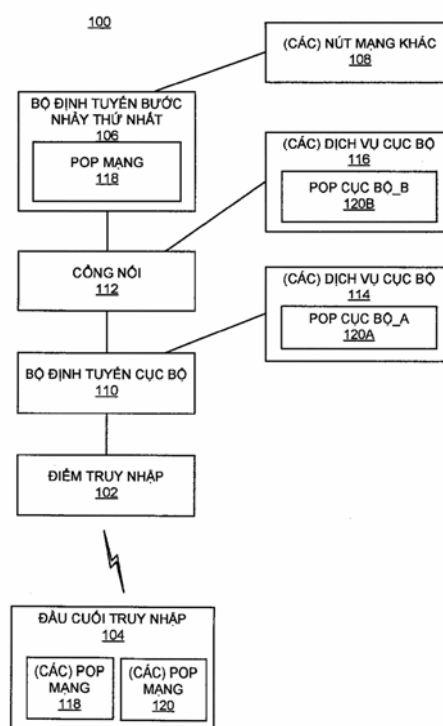 100
(CÁC) NÚT MẠNG KHÁC
108
BỘ ĐỊNH TUYẾN BƯỚC
NHẢY THỨ NHẤT
106
POP MẠNG
118
(CÁC) DỊCH VỤ CỤC BỘ
116
POP CỤC BỘ_B
120B
CỔNG NỐI
112
(CÁC) DỊCH VỤ CỤC BỘ
114
POP CỤC BỘ_A
120A
BỘ ĐỊNH TUYẾN CỤC BỘ
110
ĐIỂM TRUY NHẬP
102
ĐẦU CUỐI TRUY NHẬP
104
(CÁC) POP
MẠNG
118
(CÁC) POP
MẠNG
120